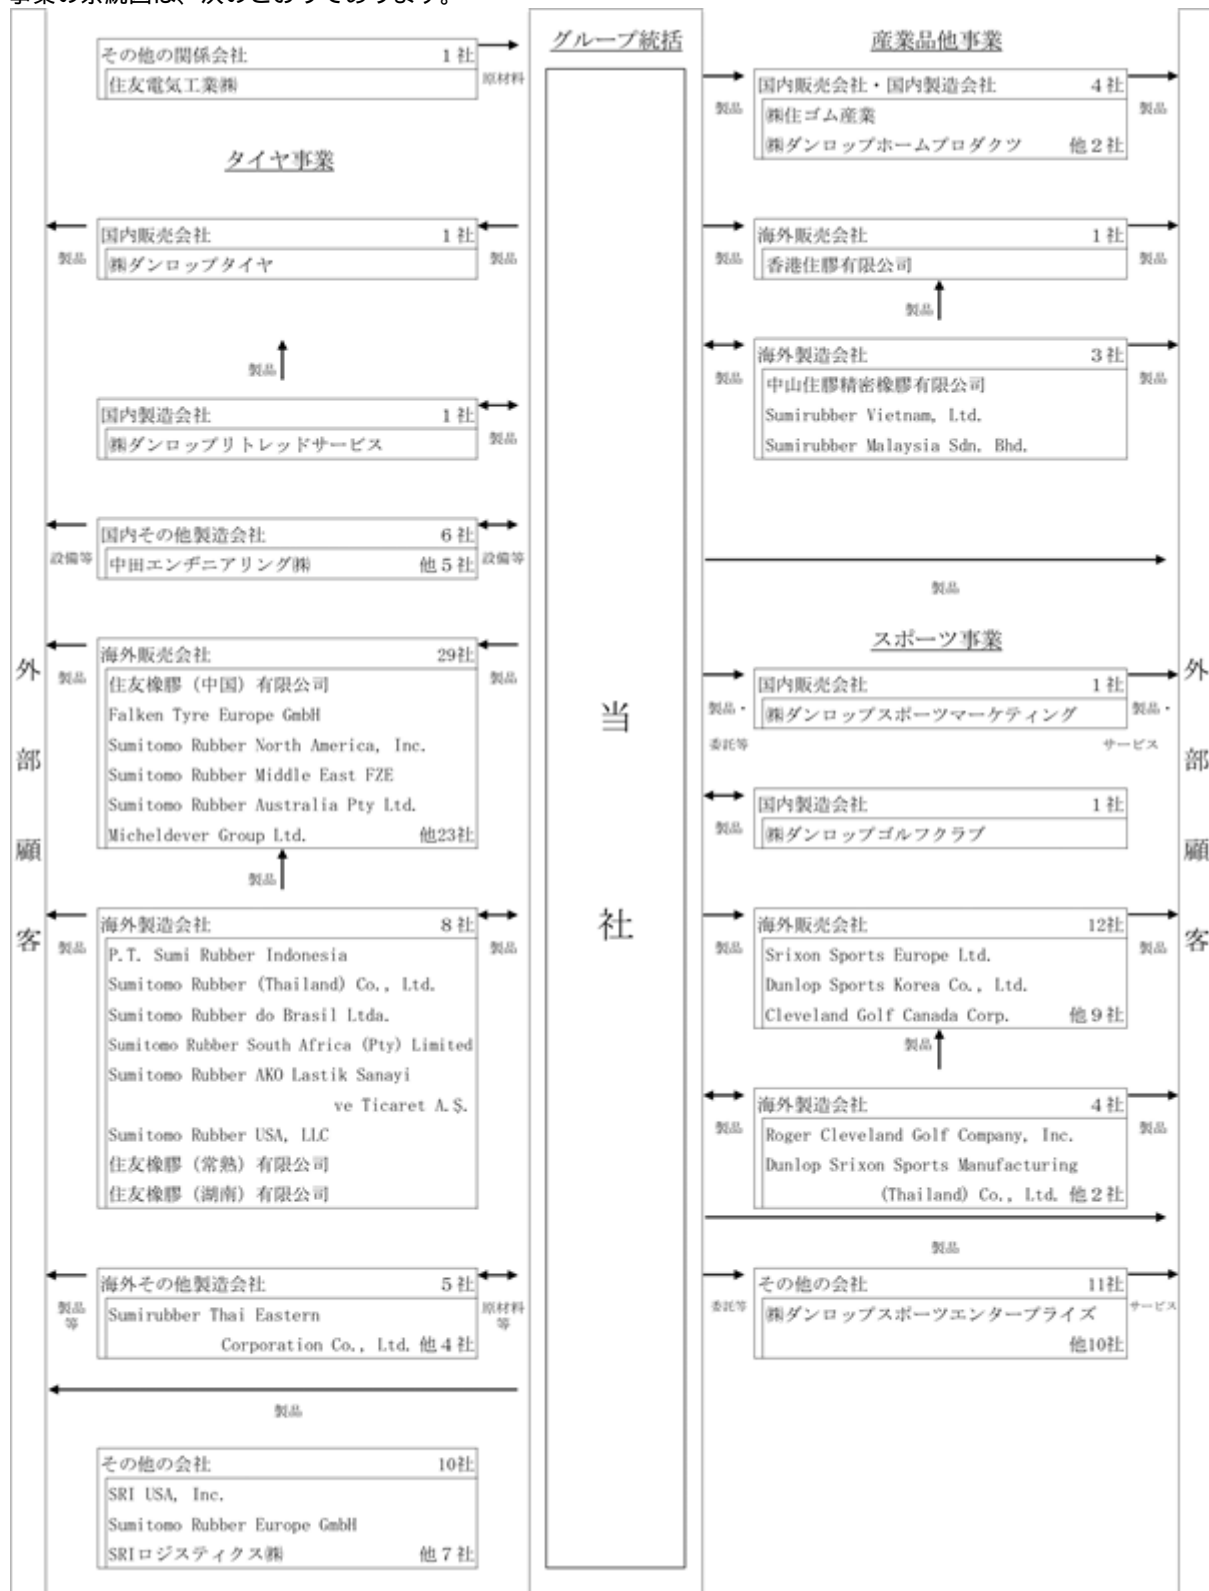 事業の系統図は、次のとおりであります。
その他の関係会社 1社
住友電気工業㈱
原材料
タイヤ事業
国内販売会社 1社
㈱ダンロップタイヤ
製品
製品
製品
国内製造会社 1社
㈱ダンロップリトレッドサービス
製品
国内その他製造会社 6社
中田エンヂニアリング㈱ 他5社
設備等
設備等
海外販売会社 29社
住友橡膠（中国）有限公司
Falken Tyre Europe GmbH
Sumitomo Rubber North America, Inc.
Sumitomo Rubber Middle East FZE
Sumitomo Rubber Australia Pty Ltd.
Micheldever Group Ltd. 他23社
製品
製品
製品
海外製造会社 8社
P.T. Sumi Rubber Indonesia
Sumitomo Rubber (Thailand) Co., Ltd.
Sumitomo Rubber do Brasil Ltda.
Sumitomo Rubber South Africa (Pty) Limited
Sumitomo Rubber AKO Lastik Sanayi
ve Ticaret A.Ş.
Sumitomo Rubber USA, LLC
住友橡膠（常熟）有限公司
住友橡膠（湖南）有限公司
製品
製品
海外その他製造会社 5社
Sumirubber Thai Eastern
Corporation Co., Ltd. 他4社
製品
等
原材料
等
製品
その他の会社 10社
SRI USA, Inc.
Sumitomo Rubber Europe GmbH
SRIロジスティクス㈱ 他7社
外部顧客
グループ統括
当社
産業品他事業
国内販売会社・国内製造会社 4社
㈱住ゴム産業
㈱ダンロップホームプロダクツ 他2社
製品
製品
海外販売会社 1社
香港住膠有限公司
製品
製品
製品
海外製造会社 3社
中山住膠精密橡膠有限公司
Sumirubber Vietnam, Ltd.
Sumirubber Malaysia Sdn. Bhd.
製品
製品
製品
スポーツ事業
国内販売会社 1社
㈱ダンロップスポーツマーケティング
製品・
委託等
製品・
サービス
国内製造会社 1社
㈱ダンロップゴルフクラブ
製品
海外販売会社 12社
Srixon Sports Europe Ltd.
Dunlop Sports Korea Co., Ltd.
Cleveland Golf Canada Corp. 他9社
製品
製品
製品
海外製造会社 4社
Roger Cleveland Golf Company, Inc.
Dunlop Srixon Sports Manufacturing
(Thailand) Co., Ltd. 他2社
製品
製品
製品
その他の会社 11社
㈱ダンロップスポーツエンタープライズ
他10社
委託等
サービス
外部顧客